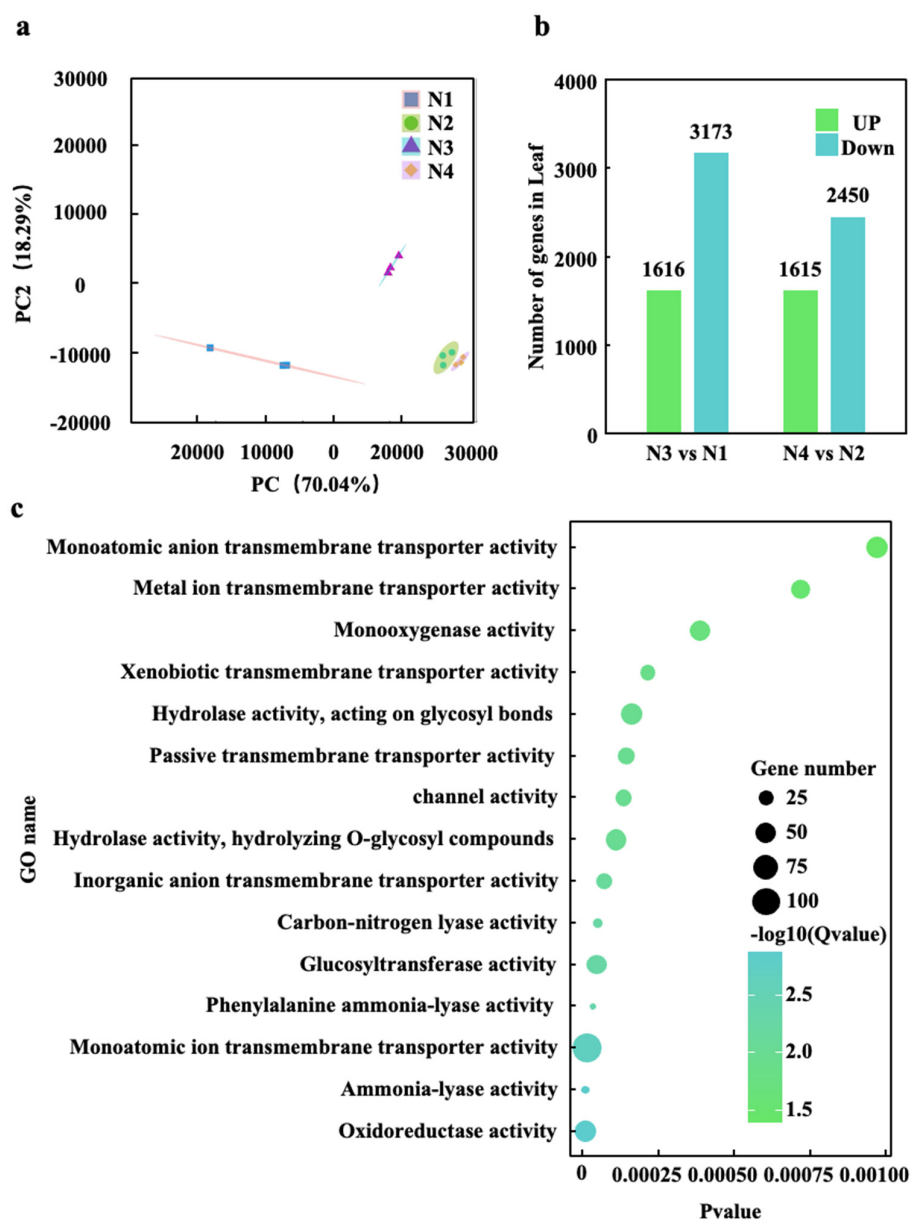 a
30000
20000
10000
0
-10000
-20000
PC2 (18.29%)
N1
N2
N3
N4
20000 10000 0 20000 30000
PC (70.04%)
b
4000
3000
2000
1000
0
Number of genes in Leaf
UP
Down
1616
3173
1615
2450
N3 vs N1 N4 vs N2
c
GO name
Monoatomic anion transmembrane transporter activity
Metal ion transmembrane transporter activity
Monooxygenase activity
Xenobiotic transmembrane transporter activity
Hydrolase activity, acting on glycosyl bonds
Passive transmembrane transporter activity
channel activity
Hydrolase activity, hydrolyzing O-glycosyl compounds
Inorganic anion transmembrane transporter activity
Carbon-nitrogen lyase activity
Glucosyltransferase activity
Phenylalanine ammonia-lyase activity
Monoatomic ion transmembrane transporter activity
Ammonia-lyase activity
Oxidoreductase activity
Gene number
25
50
75
100
-log10(Qvalue)
2.5
2.0
1.5
0 0.00025 0.00050 0.00075 0.00100
Pvalue